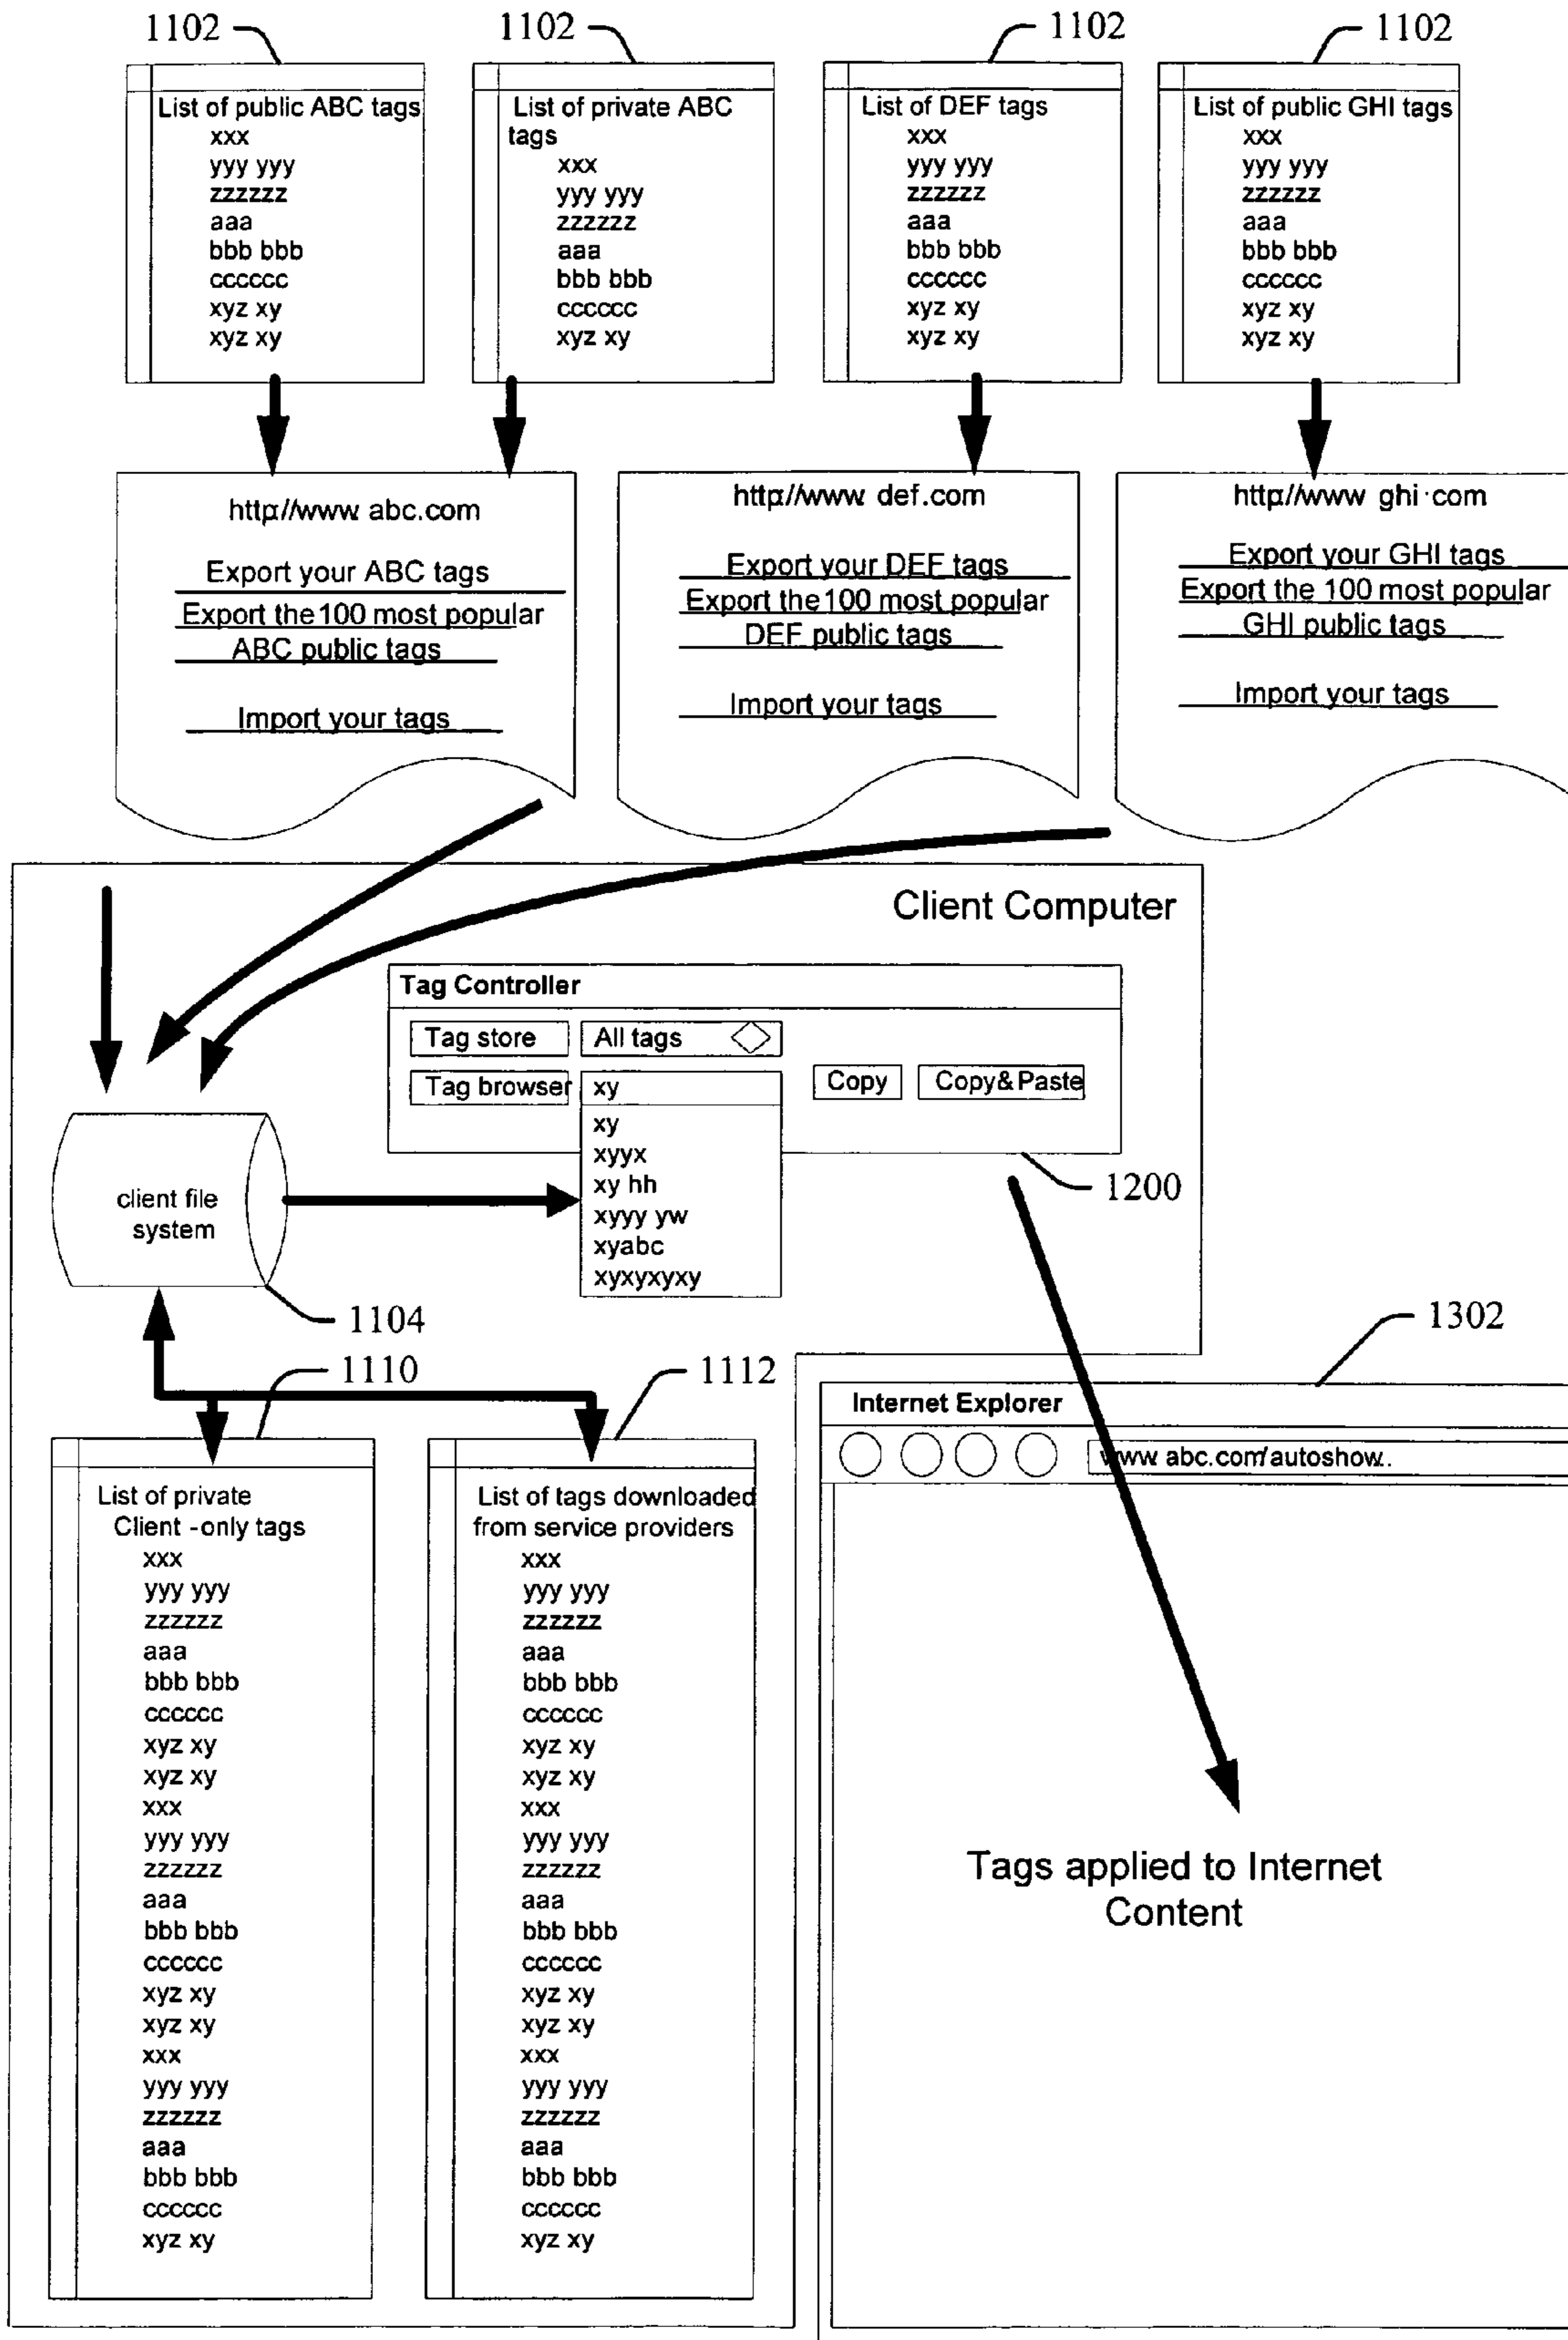 1102
1102
1102
1102
List of public ABC tags
xxx
yyy yyy
zzzzzz
aaa
bbb bbb
cccccc
xyz xy
xyz xy
List of private ABC
tags
xxx
yyy yyy
zzzzzz
aaa
bbb bbb
cccccc
xyz xy
List of DEF tags
xxx
yyy yyy
zzzzzz
aaa
bbb bbb
cccccc
xyz xy
xyz xy
List of public GHI tags
xxx
yyy yyy
zzzzzz
aaa
bbb bbb
cccccc
xyz xy
xyz xy
http://www.abc.com
Export your ABC tags
Export the 100 most popular
ABC public tags
Import your tags
http://www.def.com
Export your DEF tags
Export the 100 most popular
DEF public tags
Import your tags
http://www ghi.com
Export your GHI tags
Export the 100 most popular
GHI public tags
Import your tags
Client Computer
Tag Controller
Tag store
All tags
Tag browser
xy
Copy
Copy&Paste
xy
xyyx
xy hh
xyyy yw
xyabc
xyxyxyxy
1200
client file
system
1104
1110
1112
1302
List of private
Client -only tags
xxx
yyy yyy
zzzzzz
aaa
bbb bbb
cccccc
xyz xy
xyz xy
xxx
yyy yyy
zzzzzz
aaa
bbb bbb
cccccc
xyz xy
xyz xy
xxx
yyy yyy
zzzzzz
aaa
bbb bbb
cccccc
xyz xy
List of tags downloaded
from service providers
xxx
yyy yyy
zzzzzz
aaa
bbb bbb
cccccc
xyz xy
xyz xy
xxx
yyy yyy
zzzzzz
aaa
bbb bbb
cccccc
xyz xy
xyz xy
xxx
yyy yyy
zzzzzz
aaa
bbb bbb
cccccc
xyz xy
Internet Explorer
www.abc.com/autoshow..
Tags applied to Internet
Content